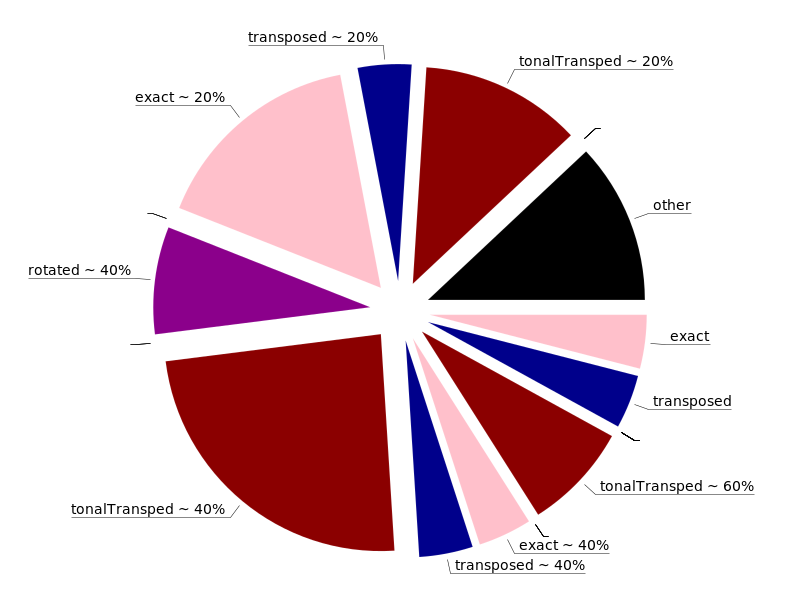 transposed ~ 20%
tonalTransped ~ 20%
exact ~ 20%
other
rotated ~ 40%
exact
transposed
tonalTransped ~ 60%
tonalTransped ~ 40%
exact ~ 40%
transposed ~ 40%